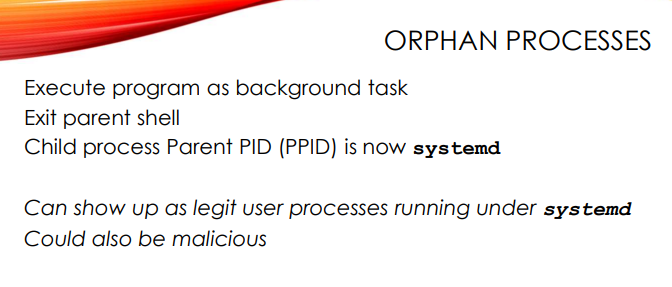 ORPHAN PROCESSES
Execute program as background task
Exit parent shell
Child process Parent PID (PPID) is now systemd
Can show up as legit user processes running under systemd
Could also be malicious